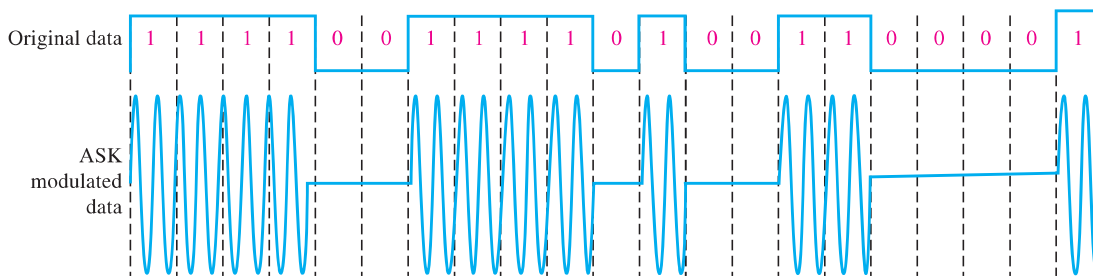 Original data 1 1 1 1 0 0 1 1 1 1 0 1 0 0 1 1 0 0 0 0 1
ASK
modulated
data